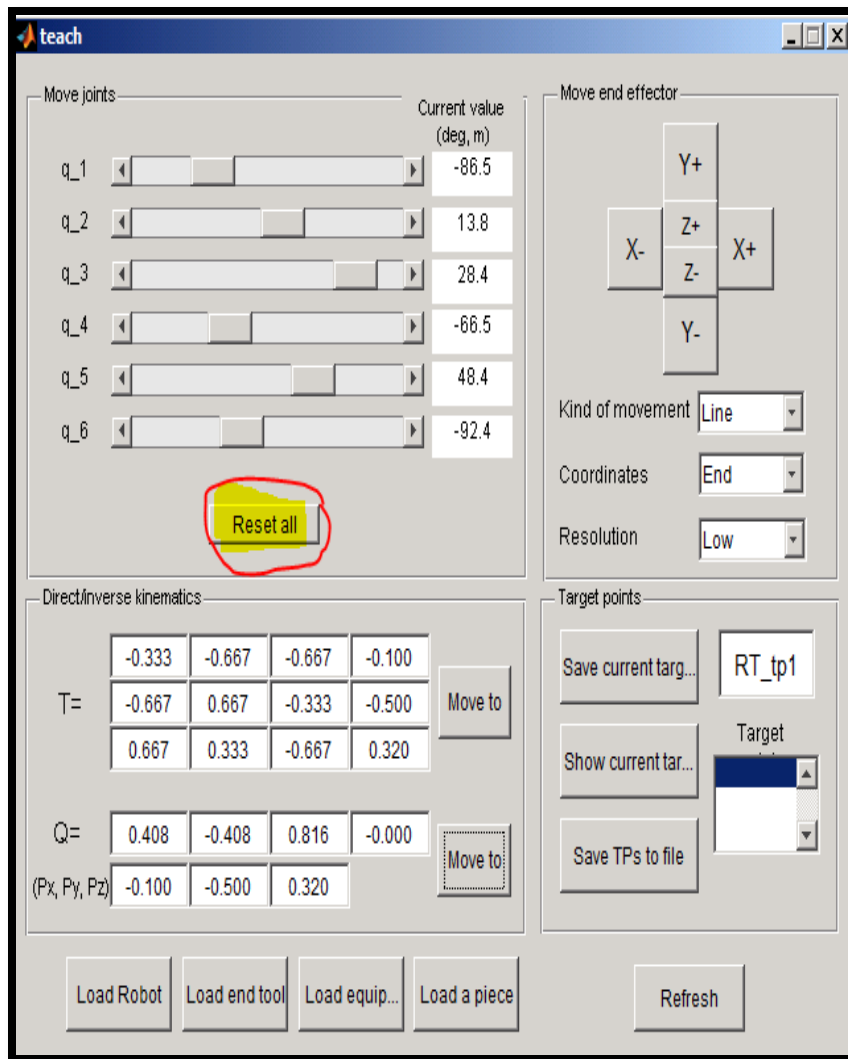 teach
Move joints
Current value
(deg, m)
q_1 -86.5
q_2 13.8
q_3 28.4
q_4 -66.5
q_5 48.4
q_6 -92.4
Reset all
Move end effector
Y+
X- Z+ X+
Z-
Y-
Kind of movement Line
Coordinates End
Resolution Low
Direct/inverse kinematics
T=
-0.333 -0.667 -0.667 -0.100
-0.667 0.667 -0.333 -0.500
0.667 0.333 -0.667 0.320
Move to
Q= 0.408 -0.408 0.816 -0.000
(Px, Py, Pz) -0.100 -0.500 0.320
Move to
Target points
Save current targ... RT_tp1
Show current tar...
Target
Save TPs to file
Load Robot Load end tool Load equip... Load a piece Refresh